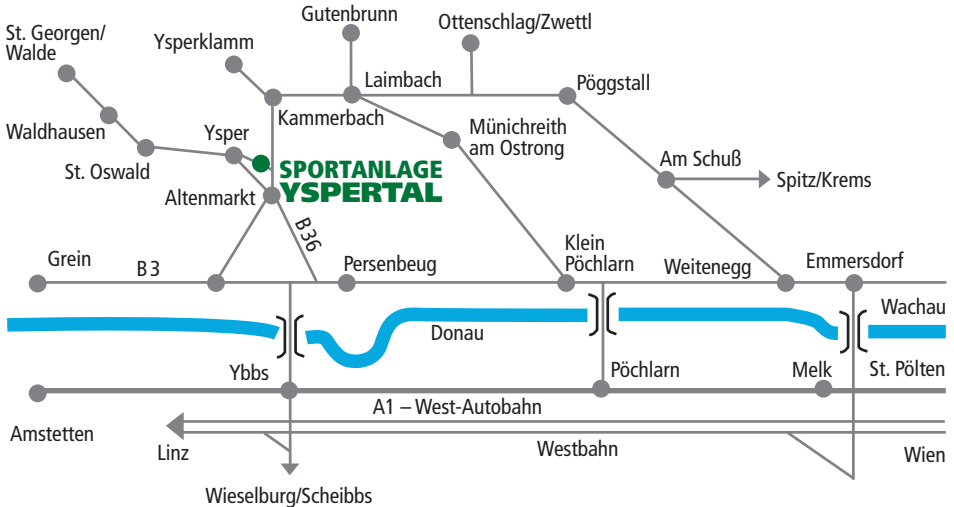 Gutenbrunn
Ottenschlag/Zwettl
St. Georgen/
Walde
Ysperklamm
Laimbach
Pöggstall
Kammerbach
Waldhausen
Ysper
Münichreith
am Ostrong
St. Oswald
SPORTANLAGE
YSPERTAL
Am Schuß
Spitz/Krems
Altenmarkt
B 36
Grein
B 3
Persenbeug
Klein
Pöchlarn
Weitenegg
Emmersdorf
Wachau
Donau
Ybbs
Pöchlarn
Melk
St. Pölten
A1 – West-Autobahn
Amstetten
Linz
Westbahn
Wien
Wieselburg/Scheibbs